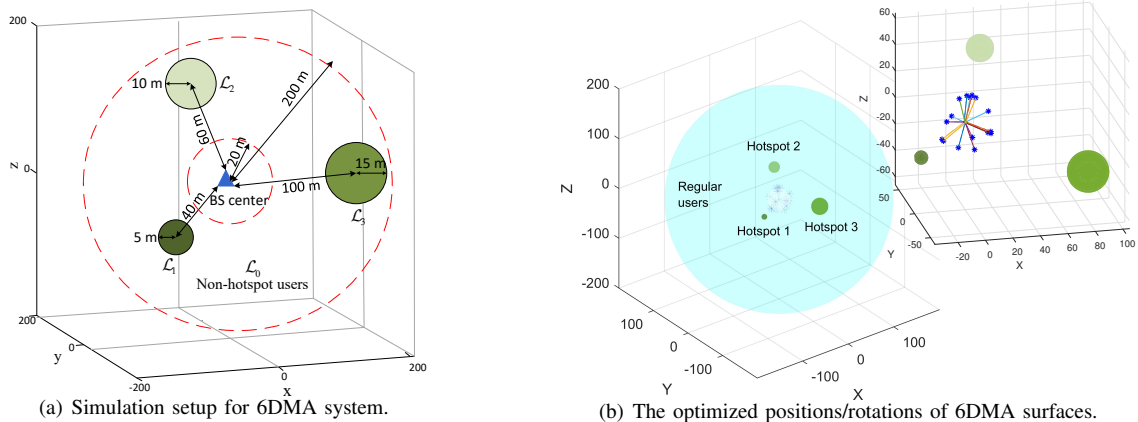 200
z
0
200
y
0
-200
x
0
200
10 m
ℒ₂
60 m
200 m
20 m
15 m
100 m
BS center
40 m
ℒ₃
5 m
ℒ₁
ℒ₀
Non-hotspot users
(a) Simulation setup for 6DMA system.
200
100
0
-100
-200
Z
100
0
-100
Y
-100
0
100
X
Hotspot 2
Regular
users
Hotspot 1
Hotspot 3
60
40
20
0
-20
-40
-60
Z
50
0
-50
Y
-20
0
20
40
60
80
100
X
(b) The optimized positions/rotations of 6DMA surfaces.